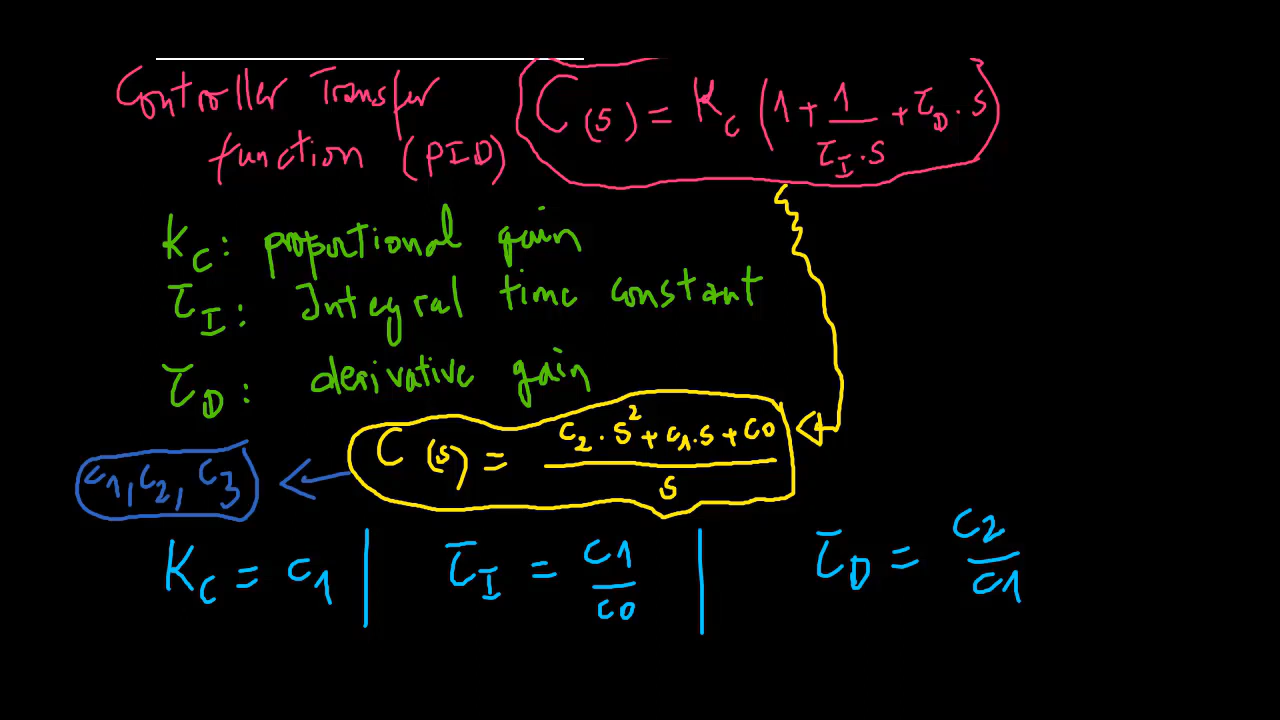 Controller Transfer function (PID)
C(s) = Kc (1 + 1/(τI.s) + τD.s)
Kc: proportional gain
τI: Integral time constant
τD: derivative gain
C(s) = (c2.s² + c1.s + c0)/s
c1, c2, c3
Kc = c1 | τI = c1/c0 | τD = c2/c1